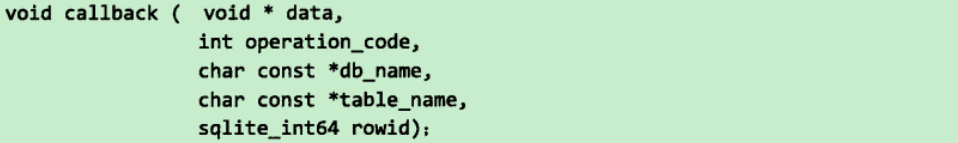 void callback (  void * data,
int operation_code,
char const *db_name,
char const *table_name,
sqlite_int64 rowid);